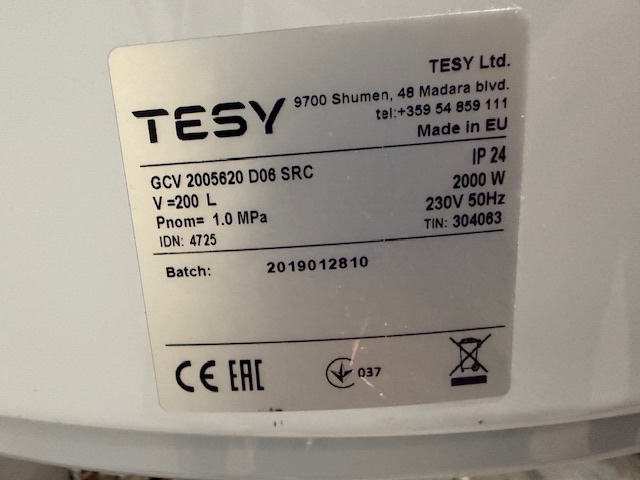 TESY Ltd.
TESY 9700 Shumen, 48 Madara blvd.
tel:+359 54 859 111
Made in EU
GCV 2005620 D06 SRC IP 24
V =200 L 2000 W
Pnom= 1.0 MPa 230V 50Hz
IDN: 4725 TIN: 304063
Batch: 2019012810
CE EAC 037